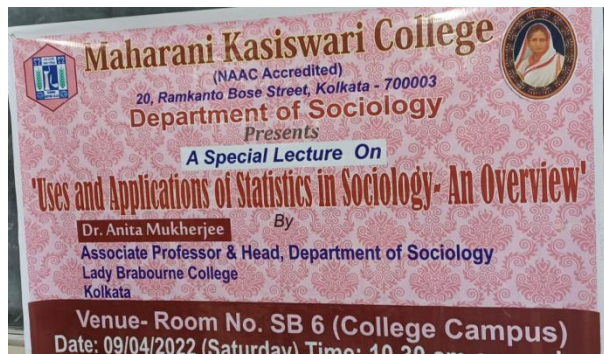 Maharani Kasiswari College
(NAAC Accredited)
20, Ramkanto Bose Street, Kolkata - 700003
Department of Sociology
Presents
A Special Lecture On
"Uses and Applications of Statistics in Sociology- An Overview"
By
Dr. Anita Mukherjee
Associate Professor & Head, Department of Sociology
Lady Brabourne College
Kolkata
Venue- Room No. SB 6 (College Campus)
Date: 09/04/2022 (Saturday) Time: 10.30